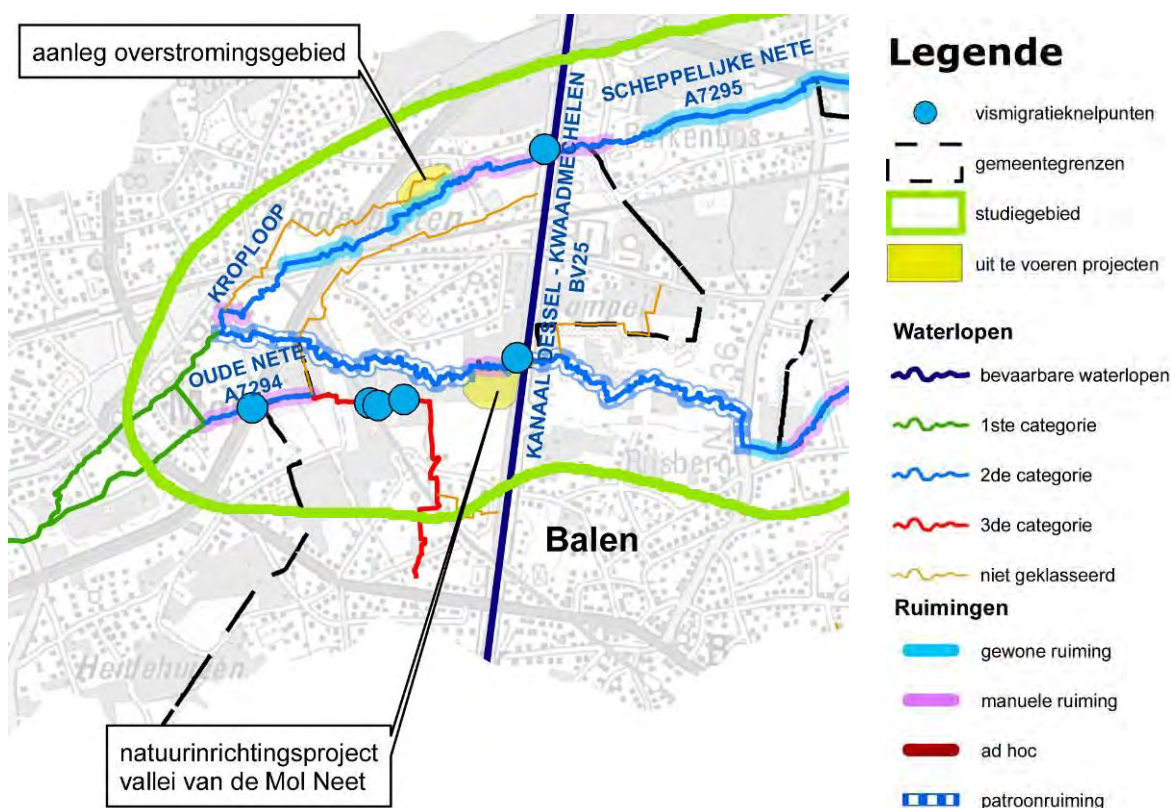 aanleg overstromingsgebied
SCHEPPELIJKE NETE
A7295
KROPLOOP
KANAAL DESSEL - KWAADMECHELEN
BV25
OUDE NETE
A7294
Balen
natuurinrichtingsproject
vallei van de Mol Neet
Legende
vismigratieknelpunten
gemeentegrenzen
studiegebied
uit te voeren projecten
Waterlopen
bevaarbare waterlopen
1ste categorie
2de categorie
3de categorie
niet geklasseerd
Ruimingen
gewone ruiming
manuele ruiming
ad hoc
patroonruiming